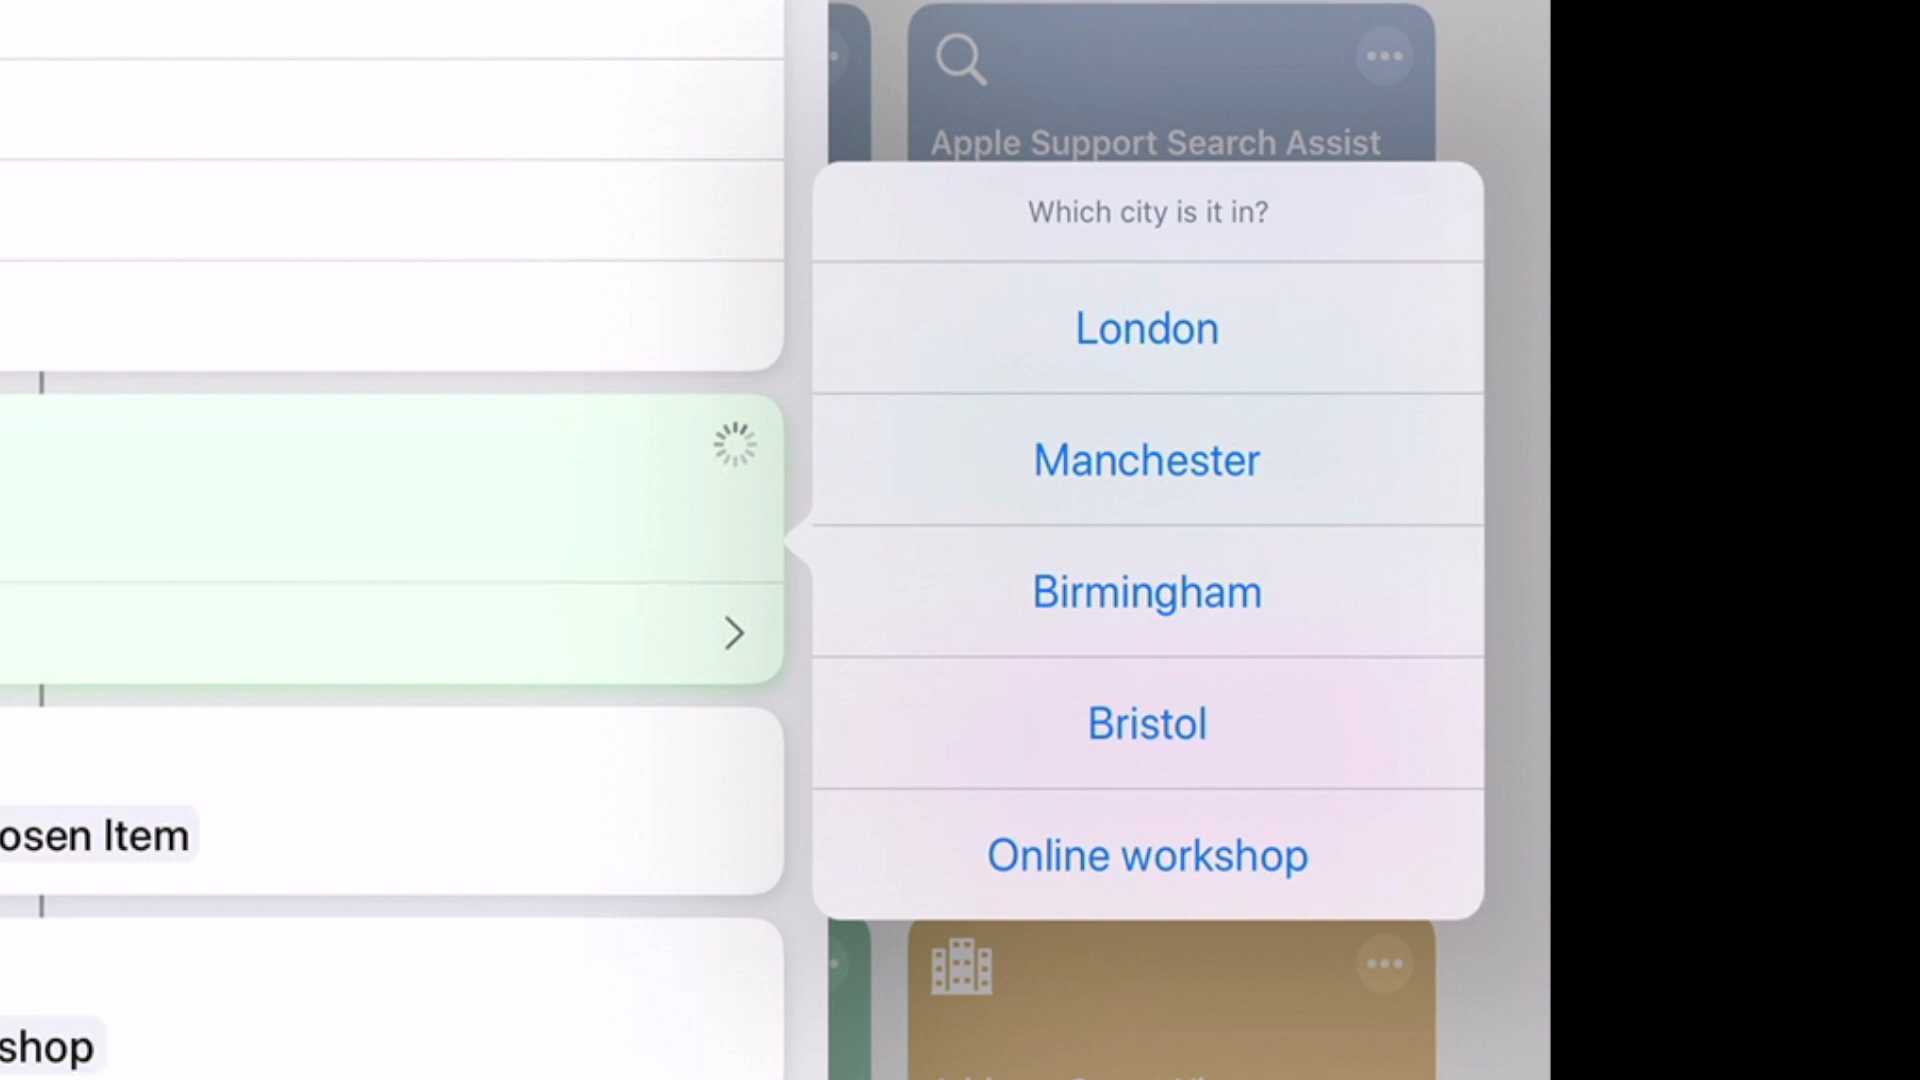 Apple Support Search Assist
Which city is it in?
London
Manchester
Birmingham
Bristol
Online workshop
osen Item
shop